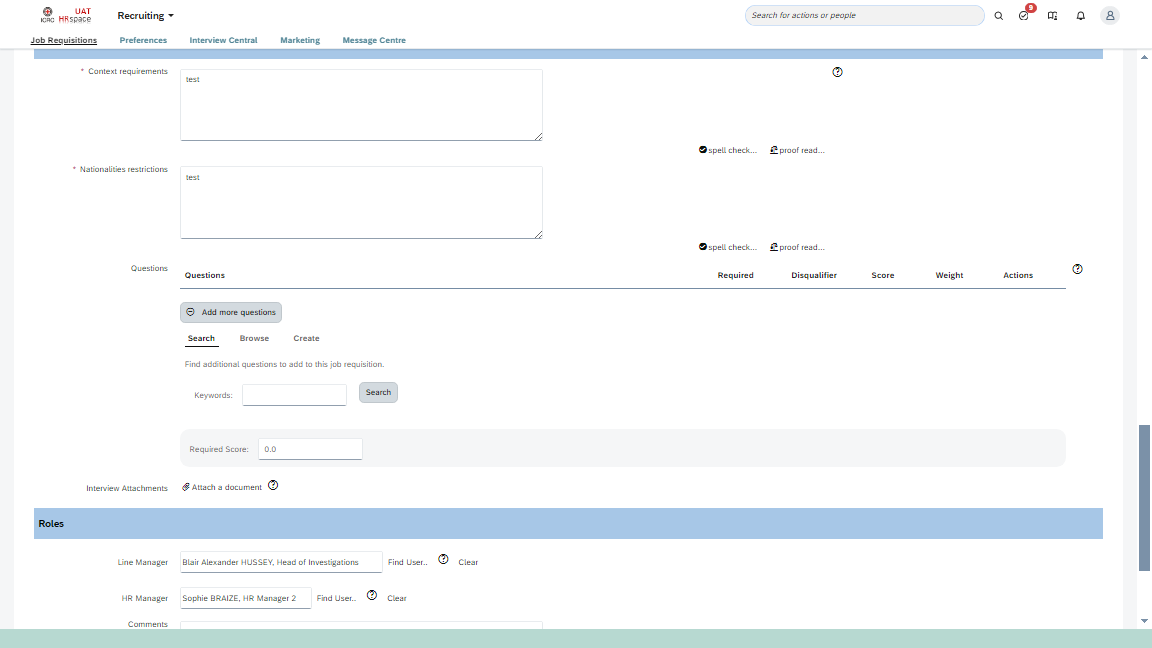 ICRC
UAT
HRspace
Recruiting
Search for actions or people
9
Job Requisitions
Preferences
Interview Central
Marketing
Message Centre
* Context requirements
test
spell check...
proof read...
* Nationalities restrictions
test
spell check...
proof read...
Questions
Questions
Required
Disqualifier
Score
Weight
Actions
Add more questions
Search
Browse
Create
Find additional questions to add to this job requisition.
Keywords:
Search
Required Score:
0.0
Interview Attachments
Attach a document
Roles
Line Manager
Blair Alexander HUSSEY, Head of Investigations
Find User..
Clear
HR Manager
Sophie BRAIZE, HR Manager 2
Find User..
Clear
Comments